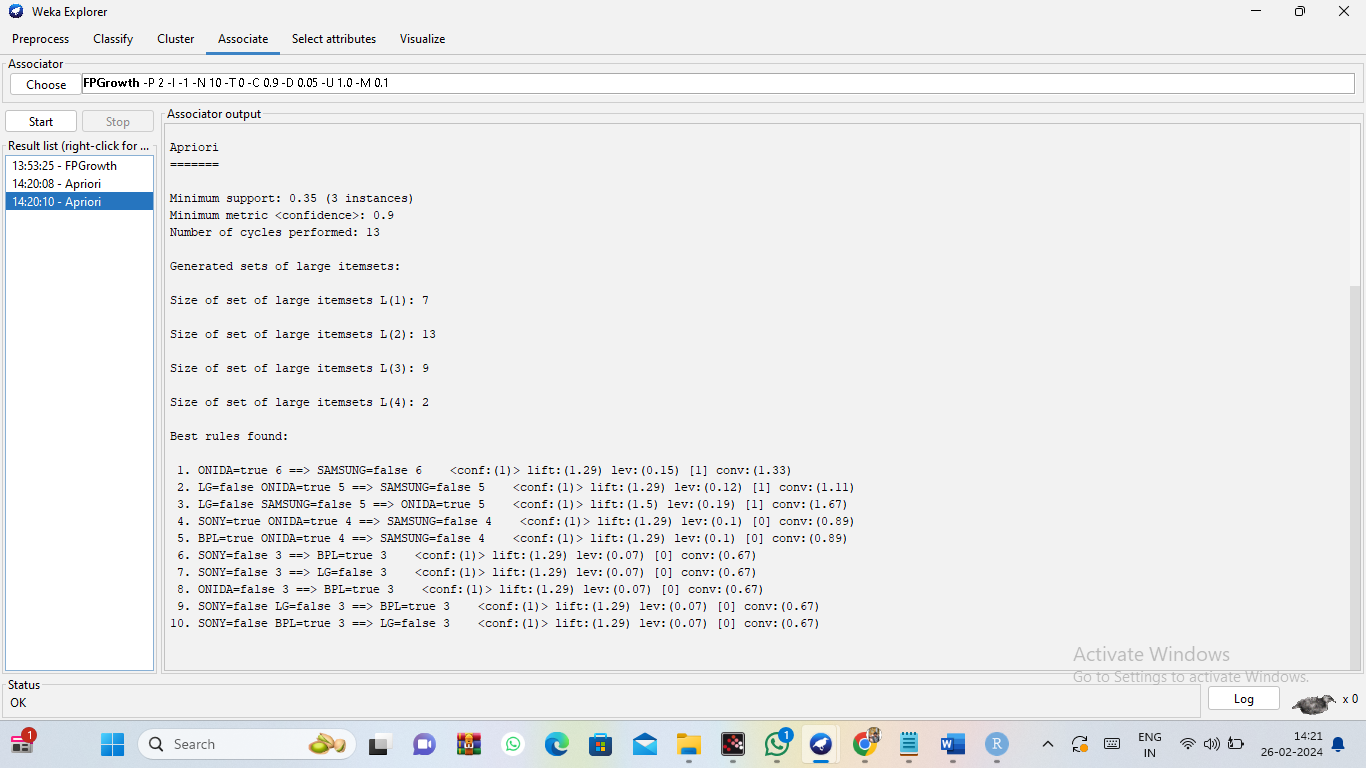 Weka Explorer
Preprocess Classify Cluster Associate Select attributes Visualize
Associator
Choose FPGrowth -P 2 -I -1 -N 10 -T 0 -C 0.9 -D 0.05 -U 1.0 -M 0.1
Start Stop
Result list (right-click for ...
13:53:25 - FPGrowth
14:20:08 - Apriori
14:20:10 - Apriori
Associator output
Apriori
=======
Minimum support: 0.35 (3 instances)
Minimum metric <confidence>: 0.9
Number of cycles performed: 13
Generated sets of large itemsets:
Size of set of large itemsets L(1): 7
Size of set of large itemsets L(2): 13
Size of set of large itemsets L(3): 9
Size of set of large itemsets L(4): 2
Best rules found:
1. ONIDA=true 6 ==> SAMSUNG=false 6 <conf:(1)> lift:(1.29) lev:(0.15) [1] conv:(1.33)
2. LG=false ONIDA=true 5 ==> SAMSUNG=false 5 <conf:(1)> lift:(1.29) lev:(0.12) [1] conv:(1.11)
3. LG=false SAMSUNG=false 5 ==> ONIDA=true 5 <conf:(1)> lift:(1.5) lev:(0.19) [1] conv:(1.67)
4. SONY=true ONIDA=true 4 ==> SAMSUNG=false 4 <conf:(1)> lift:(1.29) lev:(0.1) [0] conv:(0.89)
5. BPL=true ONIDA=true 4 ==> SAMSUNG=false 4 <conf:(1)> lift:(1.29) lev:(0.1) [0] conv:(0.89)
6. SONY=false 3 ==> BPL=true 3 <conf:(1)> lift:(1.29) lev:(0.07) [0] conv:(0.67)
7. SONY=false 3 ==> LG=false 3 <conf:(1)> lift:(1.29) lev:(0.07) [0] conv:(0.67)
8. ONIDA=false 3 ==> BPL=true 3 <conf:(1)> lift:(1.29) lev:(0.07) [0] conv:(0.67)
9. SONY=false LG=false 3 ==> BPL=true 3 <conf:(1)> lift:(1.29) lev:(0.07) [0] conv:(0.67)
10. SONY=false BPL=true 3 ==> LG=false 3 <conf:(1)> lift:(1.29) lev:(0.07) [0] conv:(0.67)
Activate Windows
Go to Settings to activate Windows.
Status
OK
Log
x 0
1
Search
1
W
R
ENG
IN
14:21
26-02-2024